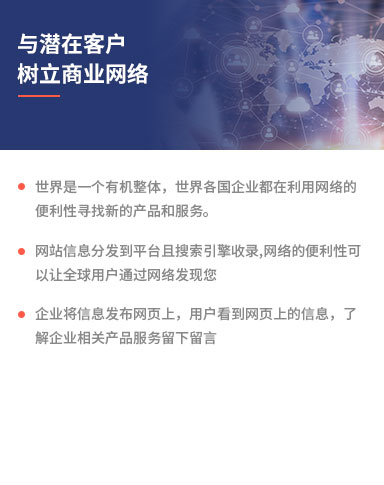 与潜在客户
树立商业网络
世界是一个有机整体，世界各国企业都在利用网络的
便利性寻找新的产品和服务。
网站信息分发到平台且搜索引擎收录,网络的便利性可
以让全球用户通过网络发现您
企业将信息发布网页上，用户看到网页上的信息，了
解企业相关产品服务留下留言